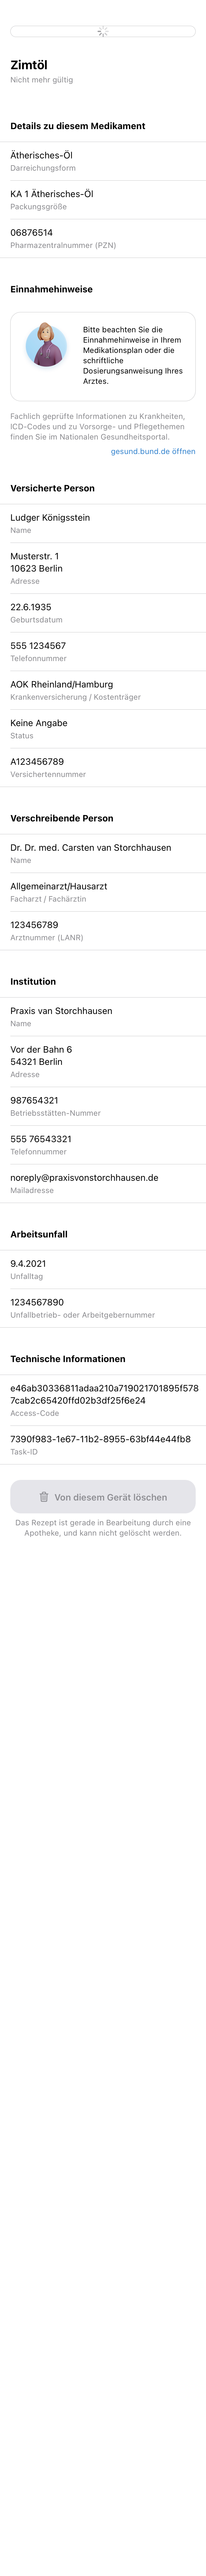 Zimtöl
Nicht mehr gültig
Details zu diesem Medikament
Ätherisches-Öl
Darreichungsform
KA 1 Ätherisches-Öl
Packungsgröße
06876514
Pharmazentralnummer (PZN)
Einnahmehinweise
Bitte beachten Sie die
Einnahmehinweise in Ihrem
Medikationsplan oder die
schriftliche
Dosierungsanweisung Ihres
Arztes.
Fachlich geprüfte Informationen zu Krankheiten,
ICD-Codes und zu Vorsorge- und Pflegethemen
finden Sie im Nationalen Gesundheitsportal.
gesund.bund.de öffnen
Versicherte Person
Ludger Königsstein
Name
Musterstr. 1
10623 Berlin
Adresse
22.6.1935
Geburtsdatum
555 1234567
Telefonnummer
AOK Rheinland/Hamburg
Krankenversicherung / Kostenträger
Keine Angabe
Status
A123456789
Versichertennummer
Verschreibende Person
Dr. Dr. med. Carsten van Storchhausen
Name
Allgemeinarzt/Hausarzt
Facharzt / Fachärztin
123456789
Arztnummer (LANR)
Institution
Praxis van Storchhausen
Name
Vor der Bahn 6
54321 Berlin
Adresse
987654321
Betriebsstätten-Nummer
555 76543321
Telefonnummer
noreply@praxisvonstorchhausen.de
Mailadresse
Arbeitsunfall
9.4.2021
Unfalltag
1234567890
Unfallbetrieb- oder Arbeitgebernummer
Technische Informationen
e46ab30336811adaa210a719021701895f578
7cab2c65420ffd02b3df25f6e24
Access-Code
7390f983-1e67-11b2-8955-63bf44e44fb8
Task-ID
Von diesem Gerät löschen
Das Rezept ist gerade in Bearbeitung durch eine
Apotheke, und kann nicht gelöscht werden.